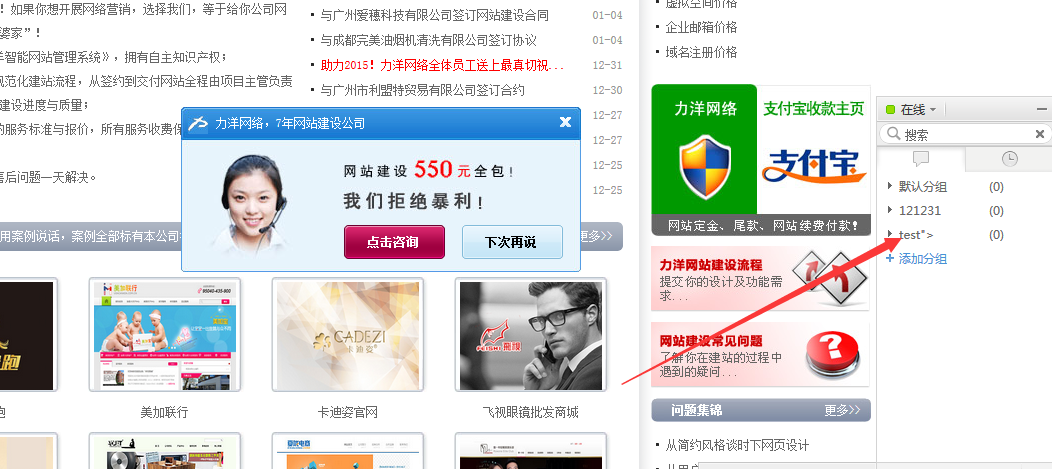 ！如果你想开展网络营销，选择我们，等于给你公司网
婆家"！
羊智能网站管理系统》，拥有自主知识产权；
规范化建站流程，从签约到交付网站全程由项目主管负责
建设进度与质量；
的服务标准与报价，所有服务收费
售后问题一天解决。
与广州爱穗科技有限公司签订网站建设合同 01-04
与成都完美油烟机清洗有限公司签订协议 01-04
助力2015！力洋网络全体员工送上最真切祝... 12-31
与广州市利盟特贸易有限公司签订合约 12-30
12-27
12-27
12-25
12-25
力洋网络，7年网站建设公司
网站建设 550元全包！
我们拒绝暴利！
点击咨询 下次再说
用案例说话，案例全部标有本公司 更多>>
美加联行
95040-435-900
CADEZI
卡迪姿
FEISHI 飛視
跑
美加联行
卡迪姿官网
飞视眼镜批发商城
虚拟空间价格
企业邮箱价格
域名注册价格
力洋网络 支付宝收款主页
支付宝
网站定金、尾款、网站续费付款！
力洋网站建设流程
提交你的设计及功能需
求...
网站建设常见问题
了解你在建站的过程中
遇到的疑问...
问题集锦 更多>>
从简约风格谈时下网页设计
在线
搜索
默认分组 (0)
121231 (0)
test"> (0)
添加分组